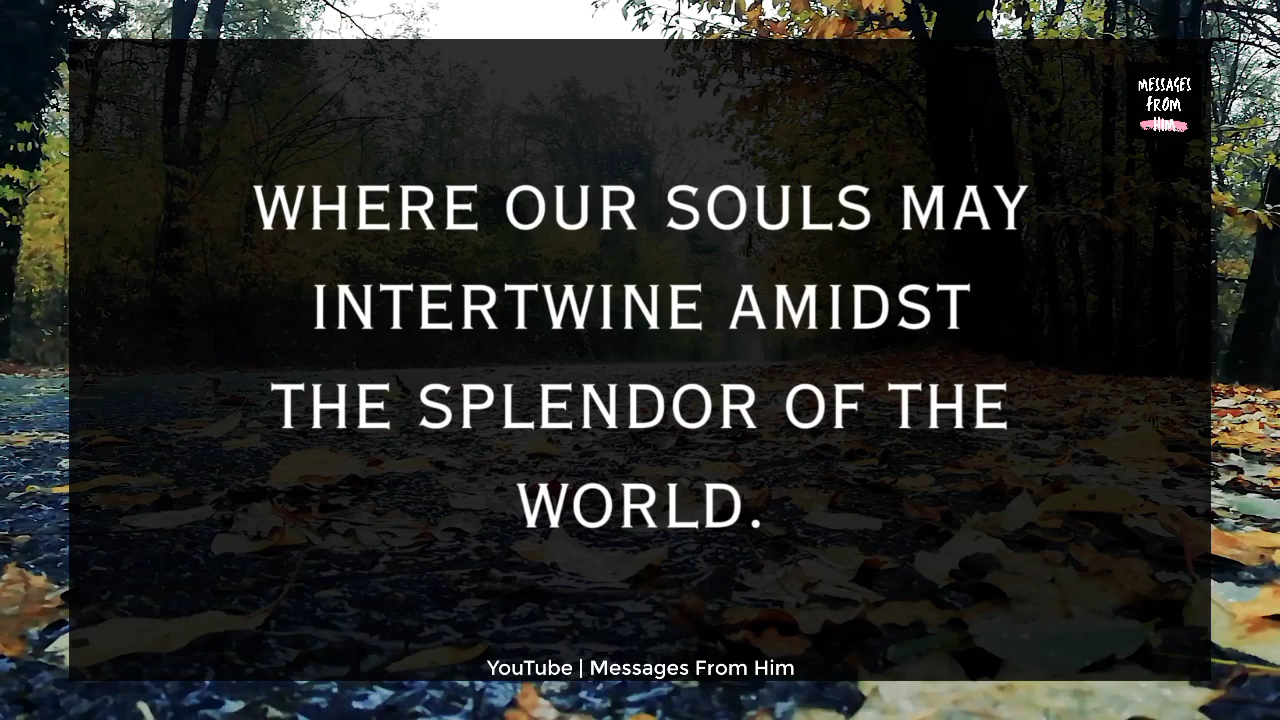 MESSAGES
FROM
HIM
WHERE OUR SOULS MAY
INTERTWINE AMIDST
THE SPLENDOR OF THE
WORLD.
YouTube | Messages From Him